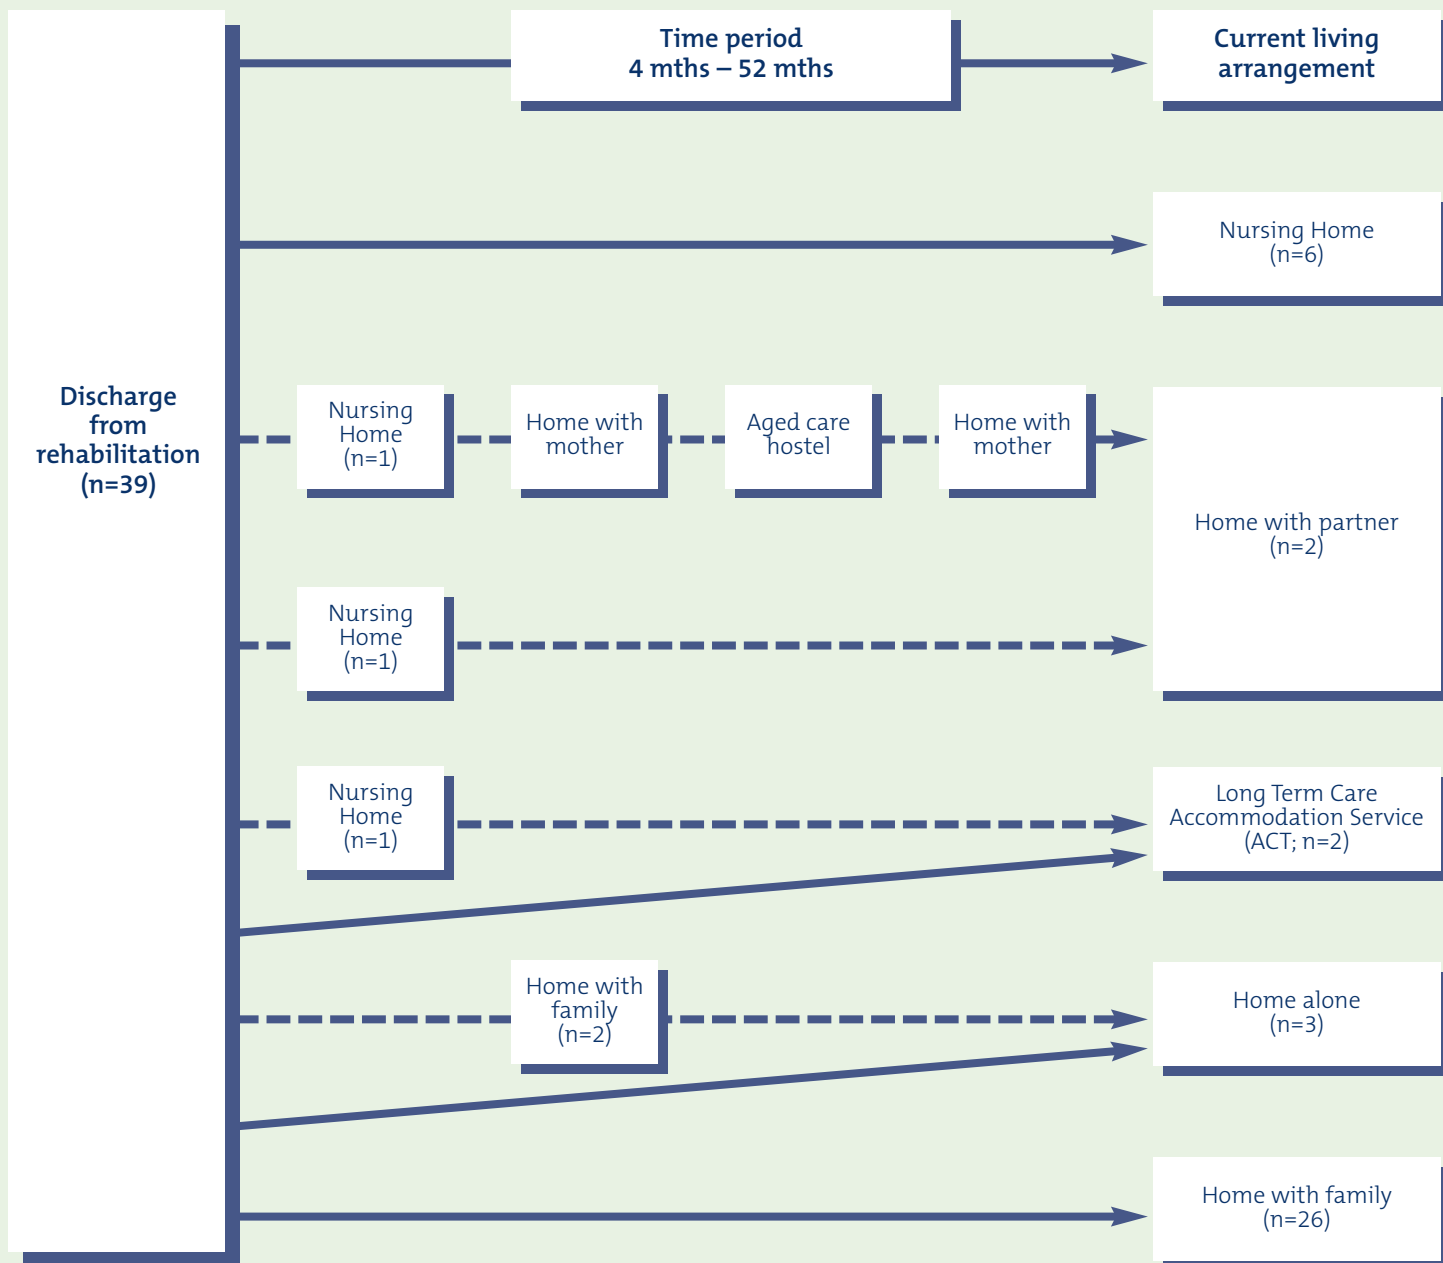 Time period
4 mths – 52 mths
Current living
arrangement
Nursing Home
(n=6)
Discharge
from
rehabilitation
(n=39)
Nursing
Home
(n=1)
Home with
mother
Aged care
hostel
Home with
mother
Home with partner
(n=2)
Nursing
Home
(n=1)
Nursing
Home
(n=1)
Long Term Care
Accommodation Service
(ACT; n=2)
Home with
family
(n=2)
Home alone
(n=3)
Home with family
(n=26)